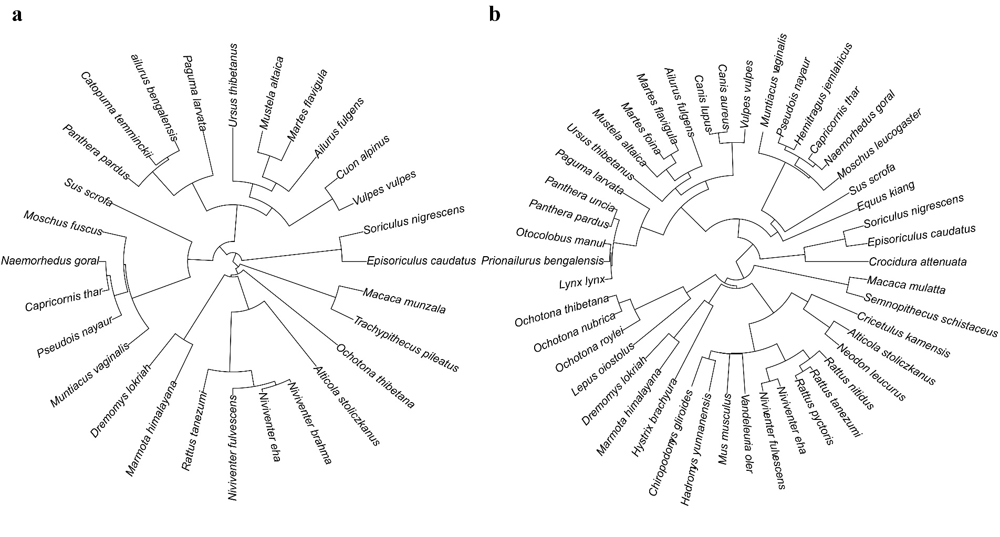 a
Ursus thibetanus
Mustela altaica
Martes flavigula
Ailurus fulgens
Cuon alpinus
Vulpes vulpes
Soriculus nigrescens
Episoriculus caudatus
Macaca munzala
Trachypithecus pileatus
Ochotona thibetana
Alticola stoliczkanus
Niviventer brahma
Niviventer eha
Niviventer fulvescens
Rattus tanezumi
Marmota himalayana
Dremomys lokriah
Muntiacus vaginalis
Pseudois nayaur
Capricornis thar
Naemorhedus goral
Moschus fuscus
Sus scrofa
Panthera pardus
Catopuma temminckii
ailurus bengalensis
Paguma larvata
b
Muntiacus vaginalis
Pseudois nayaur
Hemitragus jemlahicus
Capricornis thar
Naemorhedus goral
Moschus leucogaster
Sus scrofa
Equus kiang
Soriculus nigrescens
Episoriculus caudatus
Crocidura attenuata
Macaca mulatta
Semnopithecus schistaceus
Cricetulus kamensis
Alticola stoliczkanus
Neodon leucurus
Rattus nitidus
Rattus tanezumi
Rattus pyctoris
Niviventer eha
Niviventer fulvescens
Vandeleuria oler
Mns musnlus
Hadromys yunnanensis
Chiropodomys gliroides
Hystrix brachyura
Marmota himalayana
Dremomys lokriah
Lepus oiostolus
Ochotona roylei
Ochotona nubrica
Ochotona thibetana
Lynx lynx
Prionailurus bengalensis
Otocolobus manul
Panthera pardus
Panthera uncia
Paguma larvata
Ursus thibetanus
Mustela altaica
Martes foina
Martes flavigula
Ailurus fulgens
Canis lupus
Canis aureus
Vulpes vulpes